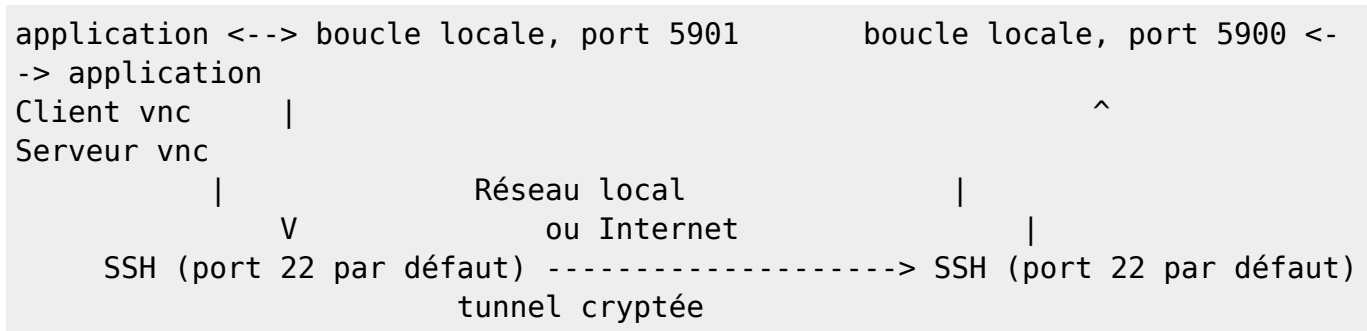 application <--> boucle locale, port 5901        boucle locale, port 5900 <-
-> application
Client vnc     |                                              ^
Serveur vnc
           |              Réseau local               |
               V              ou Internet                |
     SSH (port 22 par défaut) --------------------> SSH (port 22 par défaut)
                         tunnel cryptée